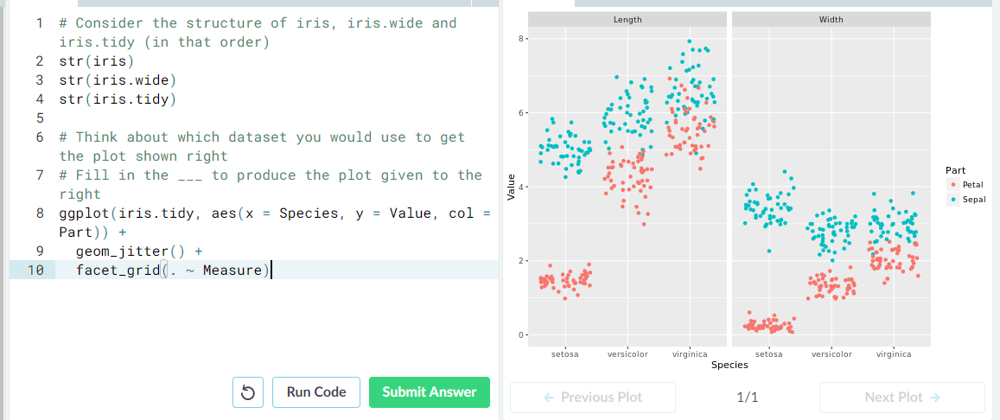 1 # Consider the structure of iris, iris.wide and
iris.tidy (in that order)
2 str(iris)
3 str(iris.wide)
4 str(iris.tidy)
5
6 # Think about which dataset you would use to get
the plot shown right
7 # Fill in the ___ to produce the plot given to the
right
8 ggplot(iris.tidy, aes(x = Species, y = Value, col =
Part)) +
9 geom_jitter() +
10 facet_grid(. ~ Measure)
Run Code
Submit Answer
Length
Width
8
6
4
2
0
Value
setosa
versicolor
virginica
setosa
versicolor
virginica
Species
Part
Petal
Sepal
← Previous Plot
1/1
Next Plot →